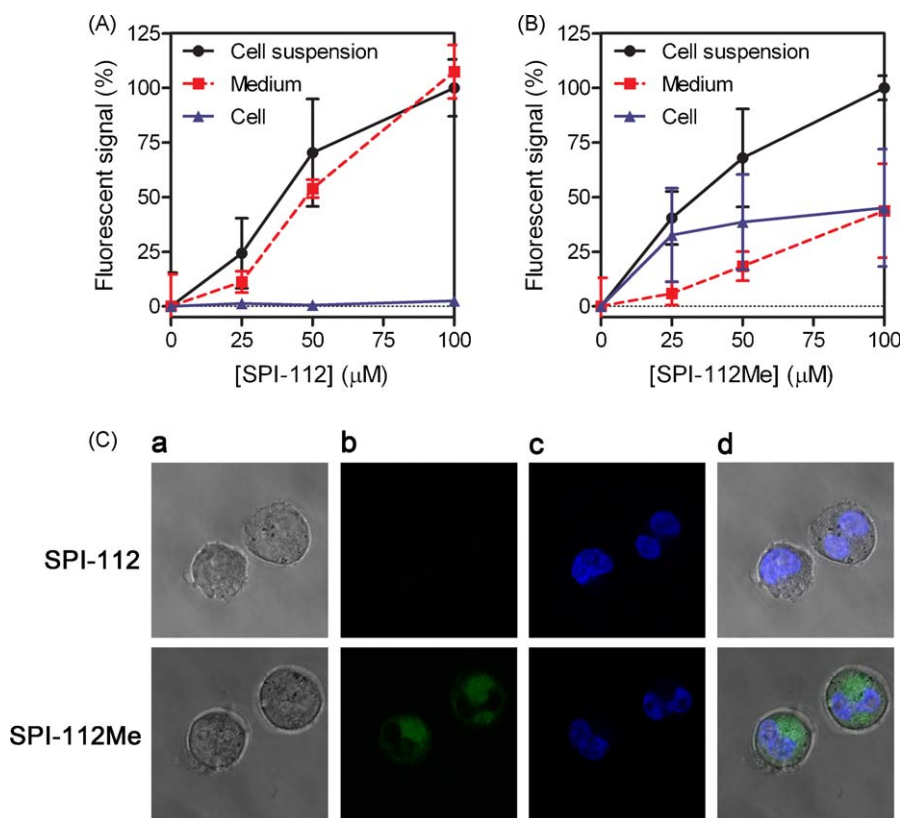 (A)
Fluorescent signal (%)
125
100
75
50
25
0
Cell suspension
Medium
Cell
0 25 50 75 100
[SPI-112] (μM)
(B)
Fluorescent signal (%)
125
100
75
50
25
0
Cell suspension
Medium
Cell
0 25 50 75 100
[SPI-112Me] (μM)
(C) a b c d
SPI-112
SPI-112Me